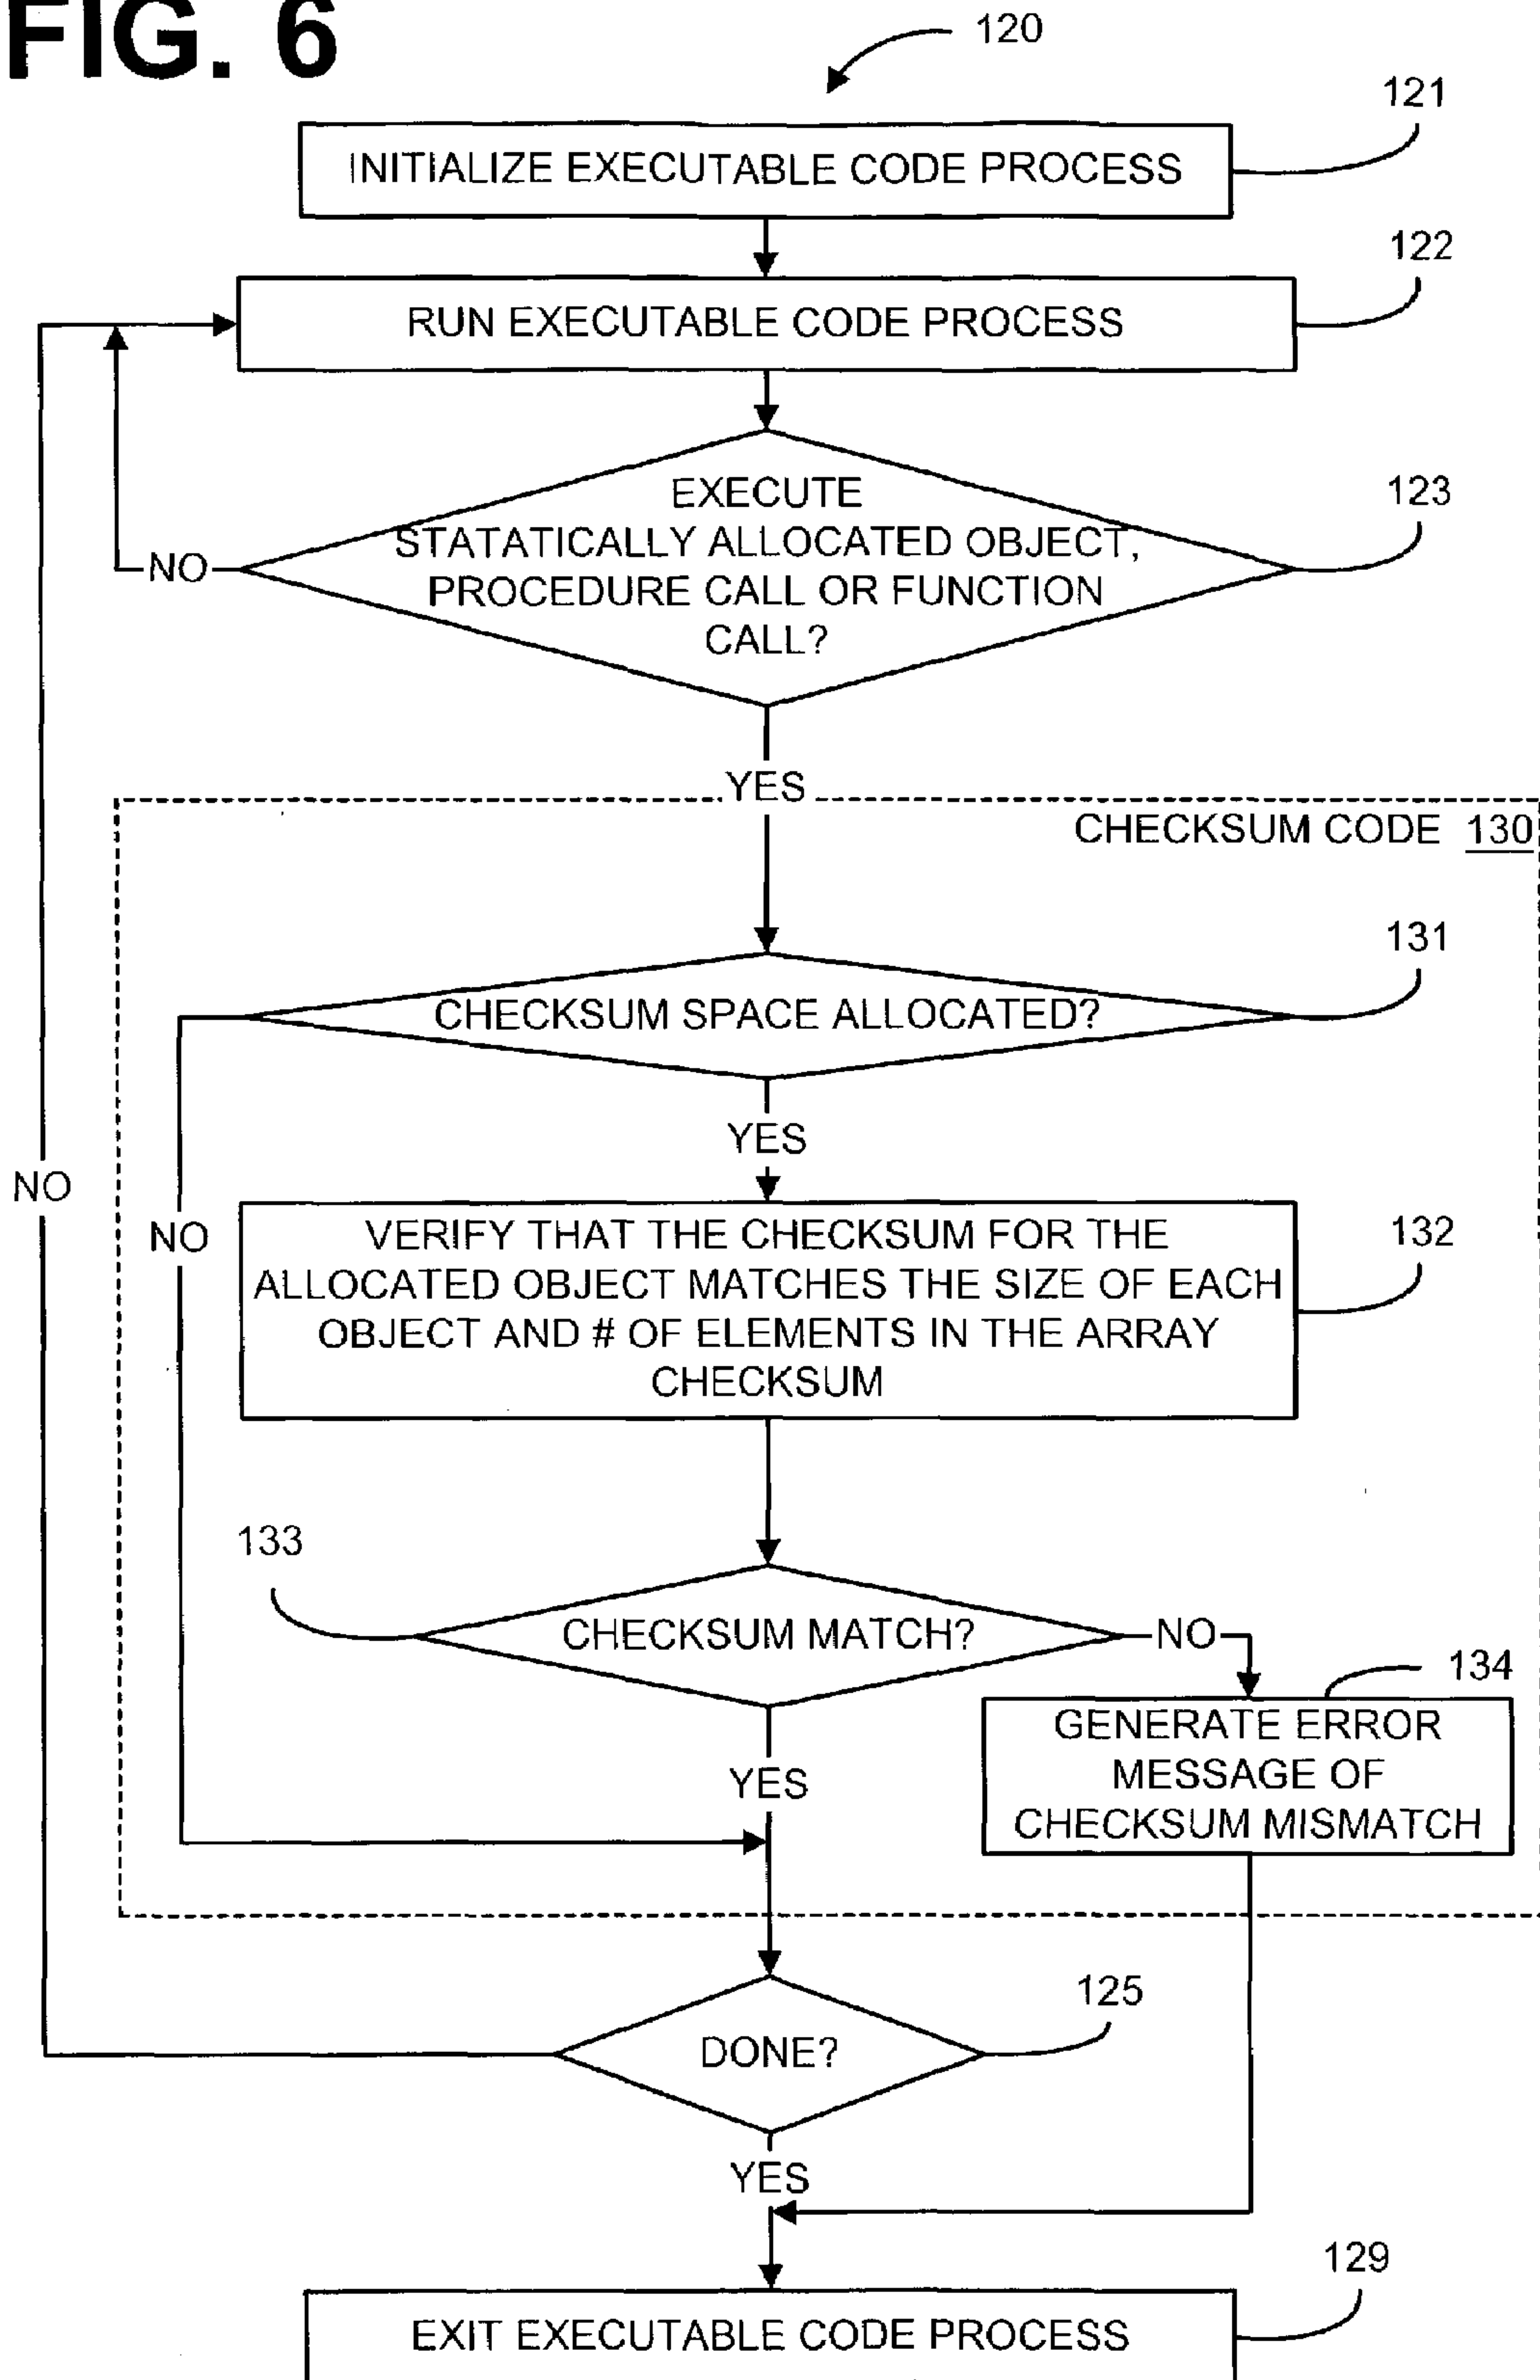 FIG. 6
120
121
INITIALIZE EXECUTABLE CODE PROCESS
122
RUN EXECUTABLE CODE PROCESS
123
EXECUTE
STATATICALLY ALLOCATED OBJECT,
PROCEDURE CALL OR FUNCTION
CALL?
NO
YES
CHECKSUM CODE 130
131
CHECKSUM SPACE ALLOCATED?
YES
NO
NO
132
VERIFY THAT THE CHECKSUM FOR THE
ALLOCATED OBJECT MATCHES THE SIZE OF EACH
OBJECT AND # OF ELEMENTS IN THE ARRAY
CHECKSUM
133
CHECKSUM MATCH?
NO
134
GENERATE ERROR
MESSAGE OF
CHECKSUM MISMATCH
YES
125
DONE?
YES
129
EXIT EXECUTABLE CODE PROCESS